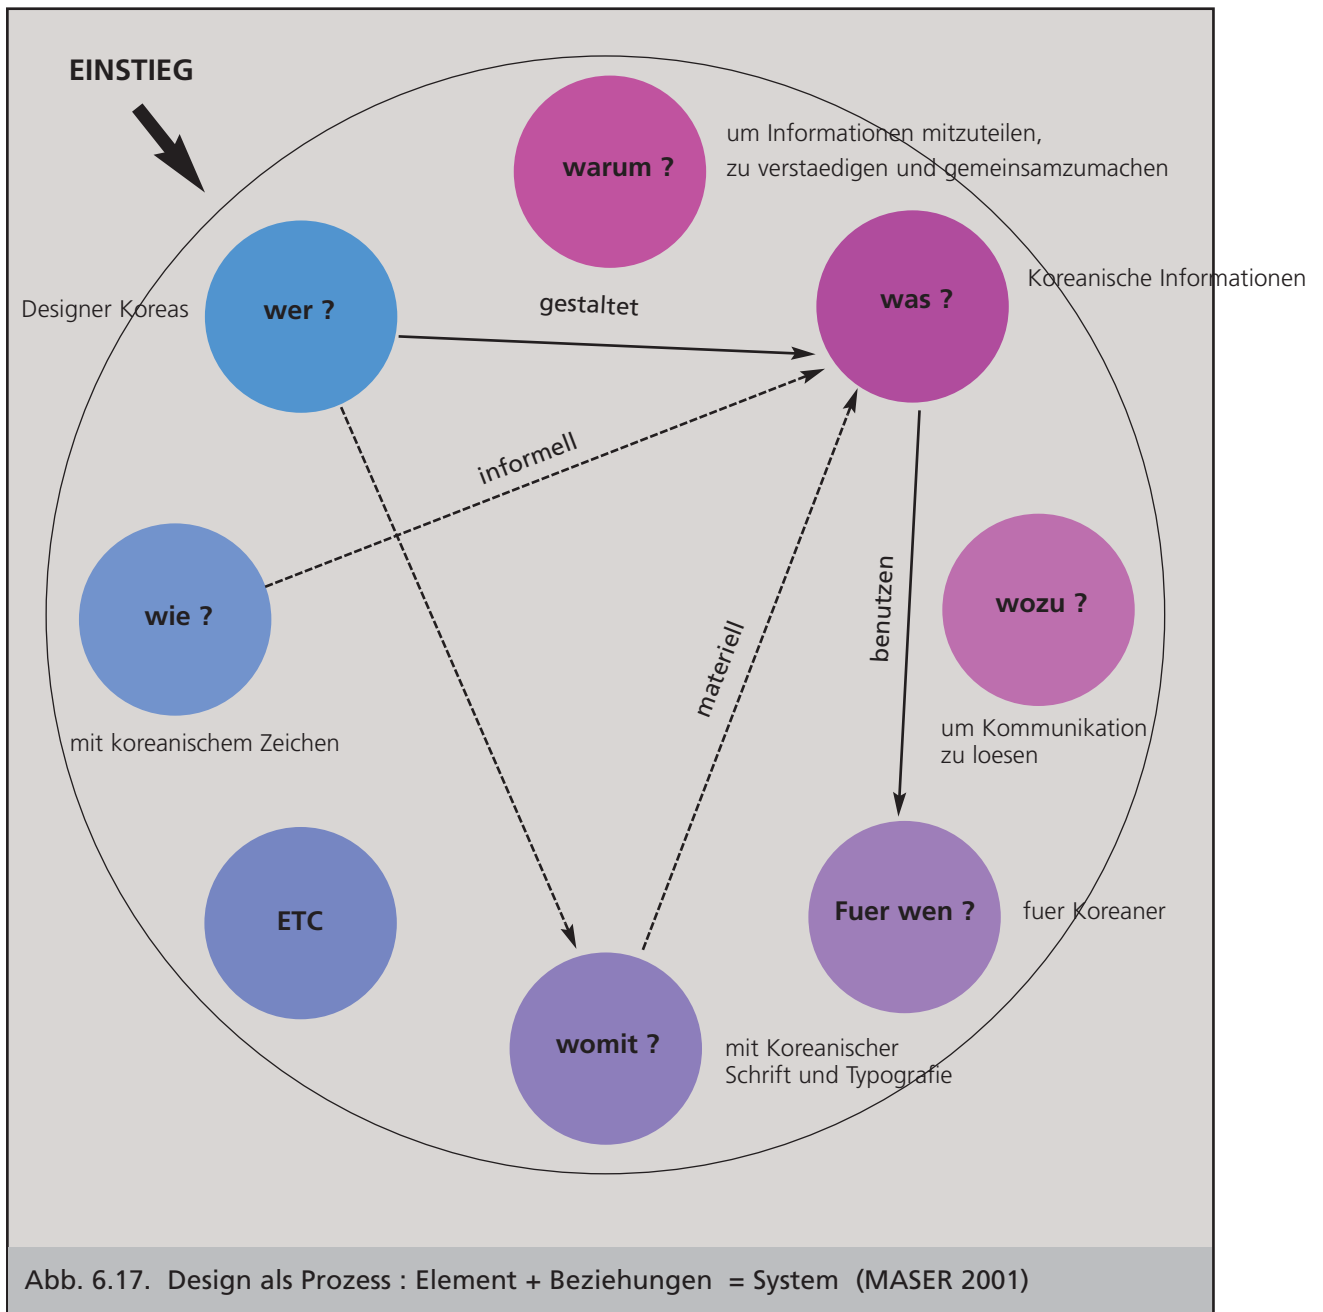 EINSTIEG
warum ?
um Informationen mitzuteilen,
zu verstaedigen und gemeinsamzumachen
wer ?
Designer Koreas
gestaltet
was ?
Koreanische Informationen
informell
wie ?
mit koreanischem Zeichen
materiell
benutzen
wozu ?
um Kommunikation
zu loesen
ETC
womit ?
mit Koreanischer
Schrift und Typografie
Fuer wen ?
fuer Koreaner
Abb. 6.17. Design als Prozess : Element + Beziehungen = System (MASER 2001)